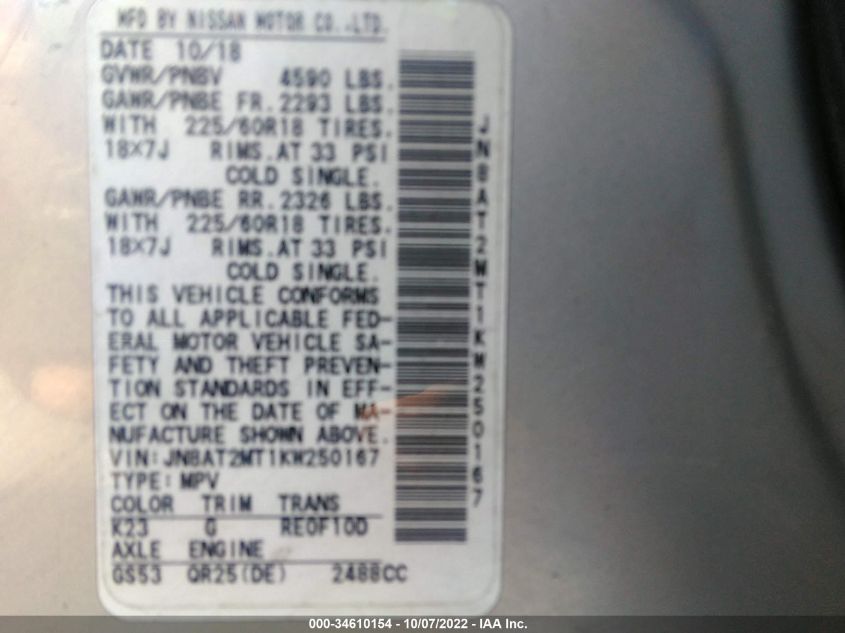 MFD BY NISSAN MOTOR CO.,LTD.
DATE 10/18
GVWR/PNBV 4590 LBS.
GAWR/PNBE FR.2293 LBS.
WITH 225/60R18 TIRES.
18X7J RIMS.AT 33 PSI
COLD SINGLE.
GAWR/PNBE RR.2326 LBS.
WITH 225/60R18 TIRES.
18X7J RIMS.AT 33 PSI
COLD SINGLE.
THIS VEHICLE CONFORMS
TO ALL APPLICABLE FED-
ERAL MOTOR VEHICLE SA-
FETY AND THEFT PREVEN-
TION STANDARDS IN EFF-
ECT ON THE DATE OF MA-
NUFACTURE SHOWN ABOVE.
VIN:JN8AT2MT1KW250167
TYPE:MPV
COLOR TRIM TRANS
K23 G RE0F10D
AXLE ENGINE
GS53 QR25(DE) 2488CC
JN8AT2MT1KW250167
000-34610154 - 10/07/2022 - IAA Inc.